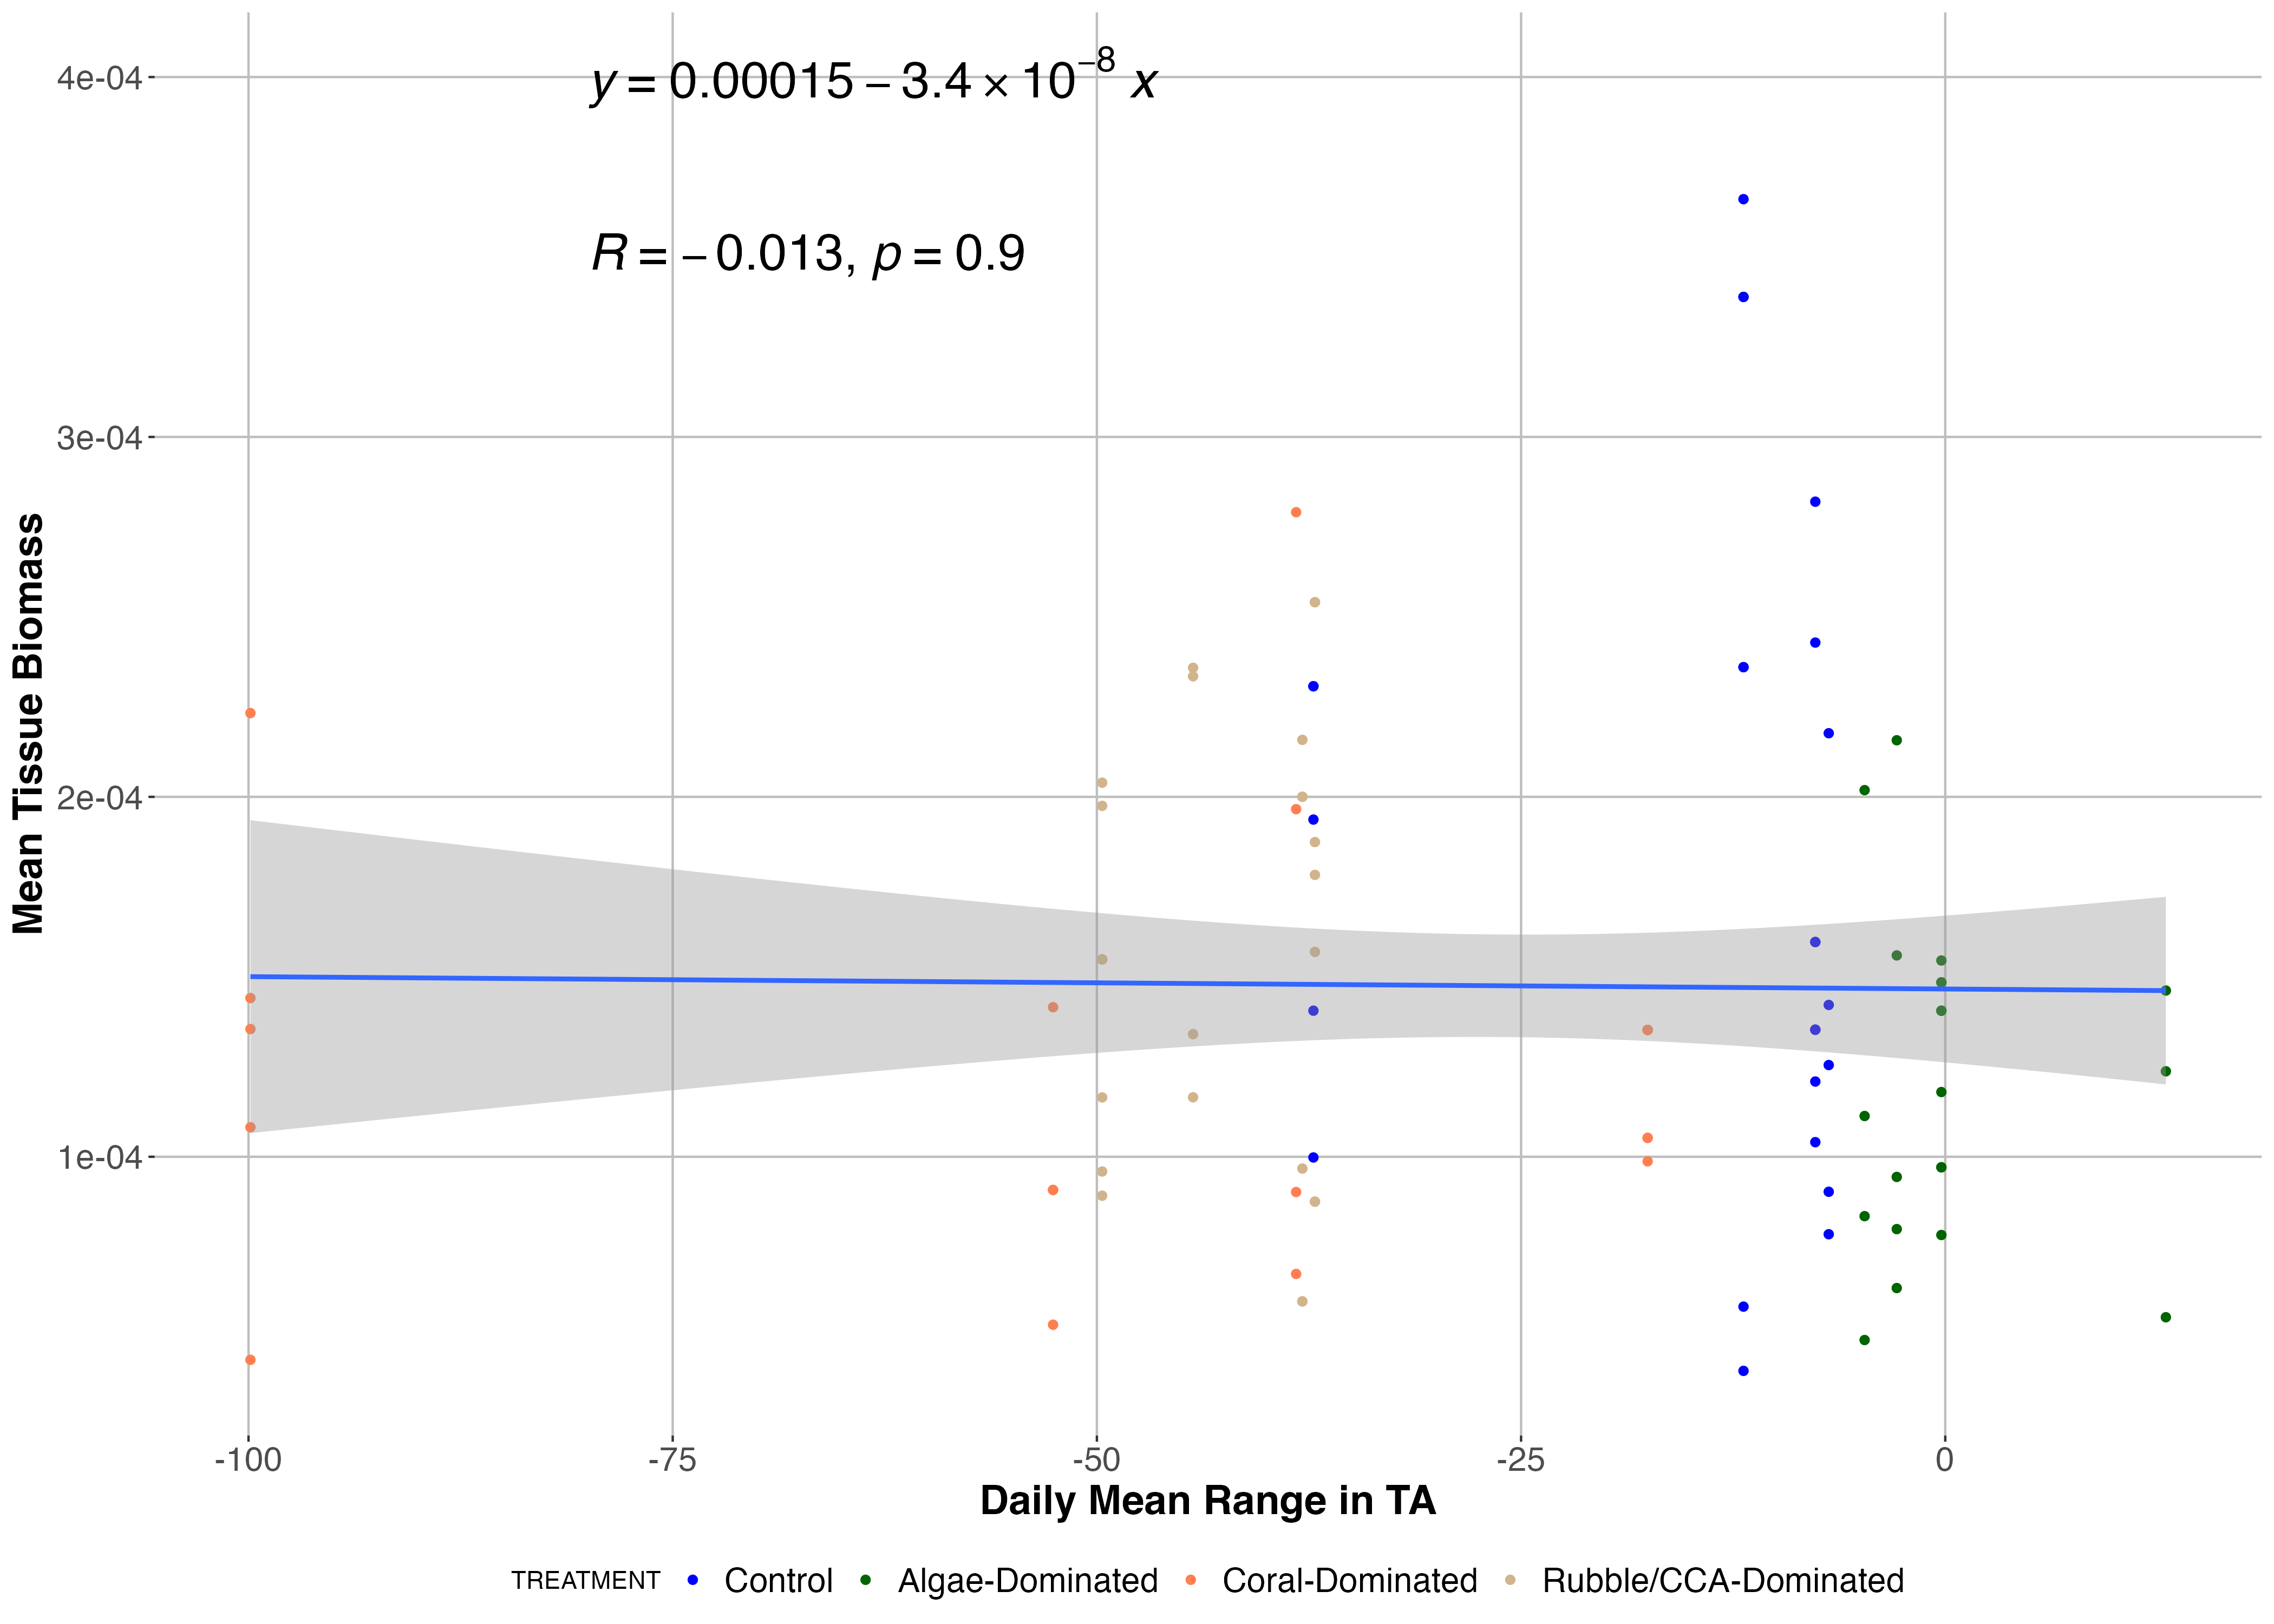 y = 0.00015 − 3.4 × 10⁻⁸ x
R = − 0.013, p = 0.9
4e-04
3e-04
2e-04
1e-04
Mean Tissue Biomass
-100 -75 -50 -25 0
Daily Mean Range in TA
TREATMENT Control Algae-Dominated Coral-Dominated Rubble/CCA-Dominated